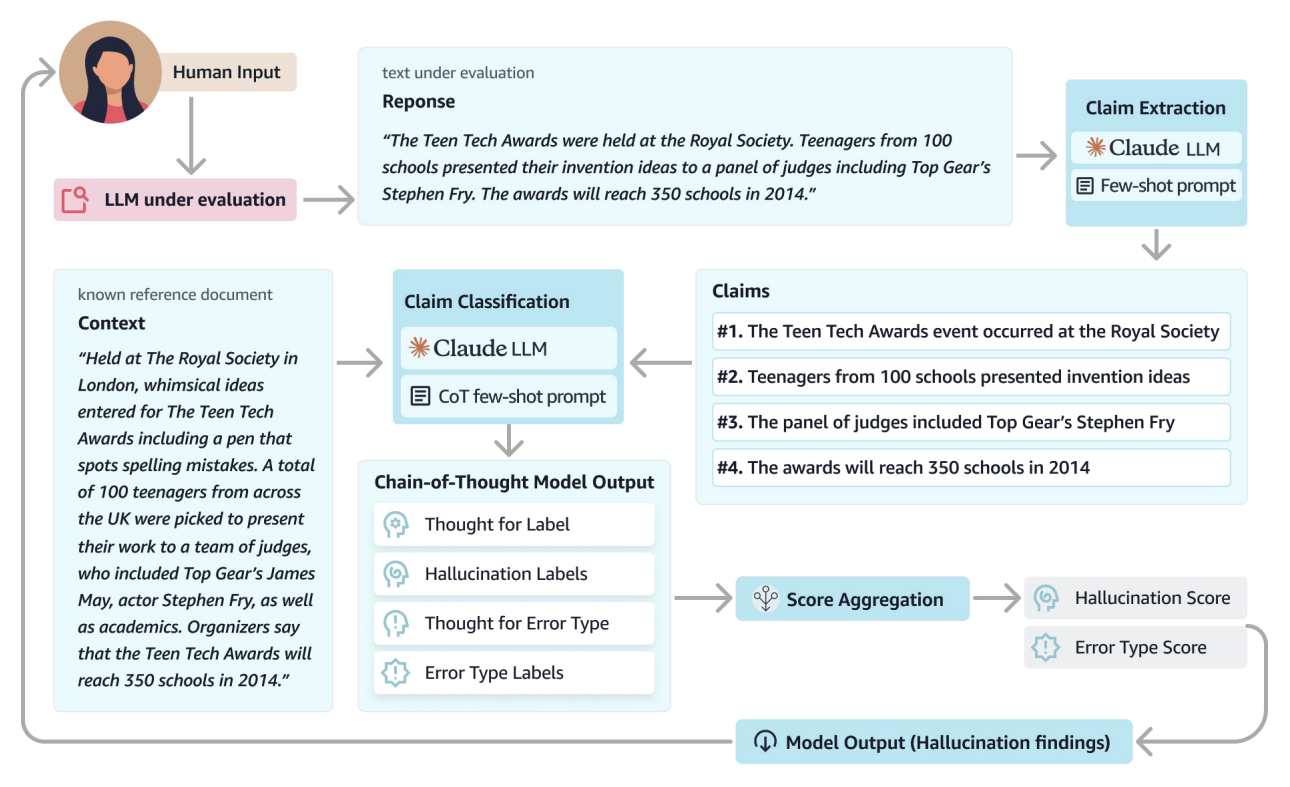 Human Input
LLM under evaluation
text under evaluation
Reponse
“The Teen Tech Awards were held at the Royal Society. Teenagers from 100
schools presented their invention ideas to a panel of judges including Top Gear’s
Stephen Fry. The awards will reach 350 schools in 2014.”
Claim Extraction
Claude LLM
Few-shot prompt
known reference document
Context
“Held at The Royal Society in
London, whimsical ideas
entered for The Teen Tech
Awards including a pen that
spots spelling mistakes. A total
of 100 teenagers from across
the UK were picked to present
their work to a team of judges,
who included Top Gear’s James
May, actor Stephen Fry, as well
as academics. Organizers say
that the Teen Tech Awards will
reach 350 schools in 2014.”
Claim Classification
Claude LLM
CoT few-shot prompt
Claims
#1. The Teen Tech Awards event occurred at the Royal Society
#2. Teenagers from 100 schools presented invention ideas
#3. The panel of judges included Top Gear’s Stephen Fry
#4. The awards will reach 350 schools in 2014
Chain-of-Thought Model Output
Thought for Label
Hallucination Labels
Thought for Error Type
Error Type Labels
Score Aggregation
Hallucination Score
Error Type Score
Model Output (Hallucination findings)